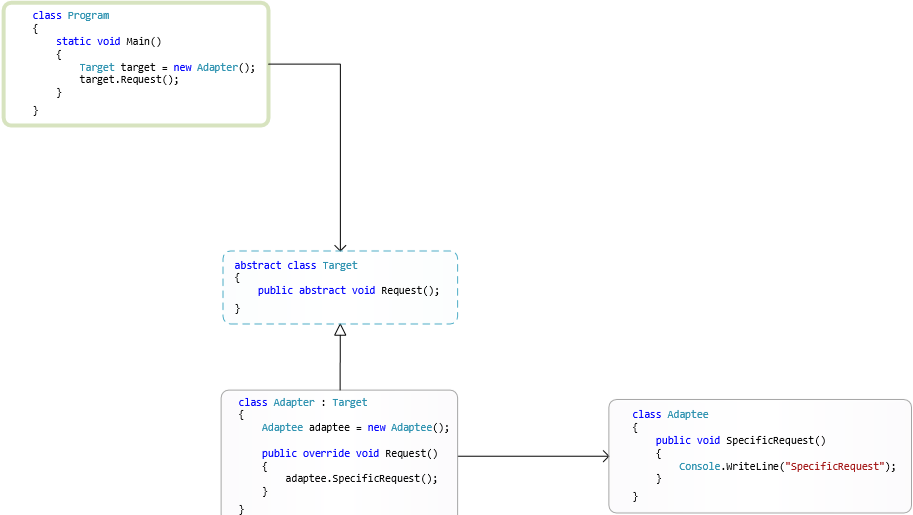 class Program
{
static void Main()
{
Target target = new Adapter();
target.Request();
}
}
abstract class Target
{
public abstract void Request();
}
class Adapter : Target
{
Adaptee adaptee = new Adaptee();
public override void Request()
{
adaptee.SpecificRequest();
}
}
class Adaptee
{
public void SpecificRequest()
{
Console.WriteLine("SpecificRequest");
}
}